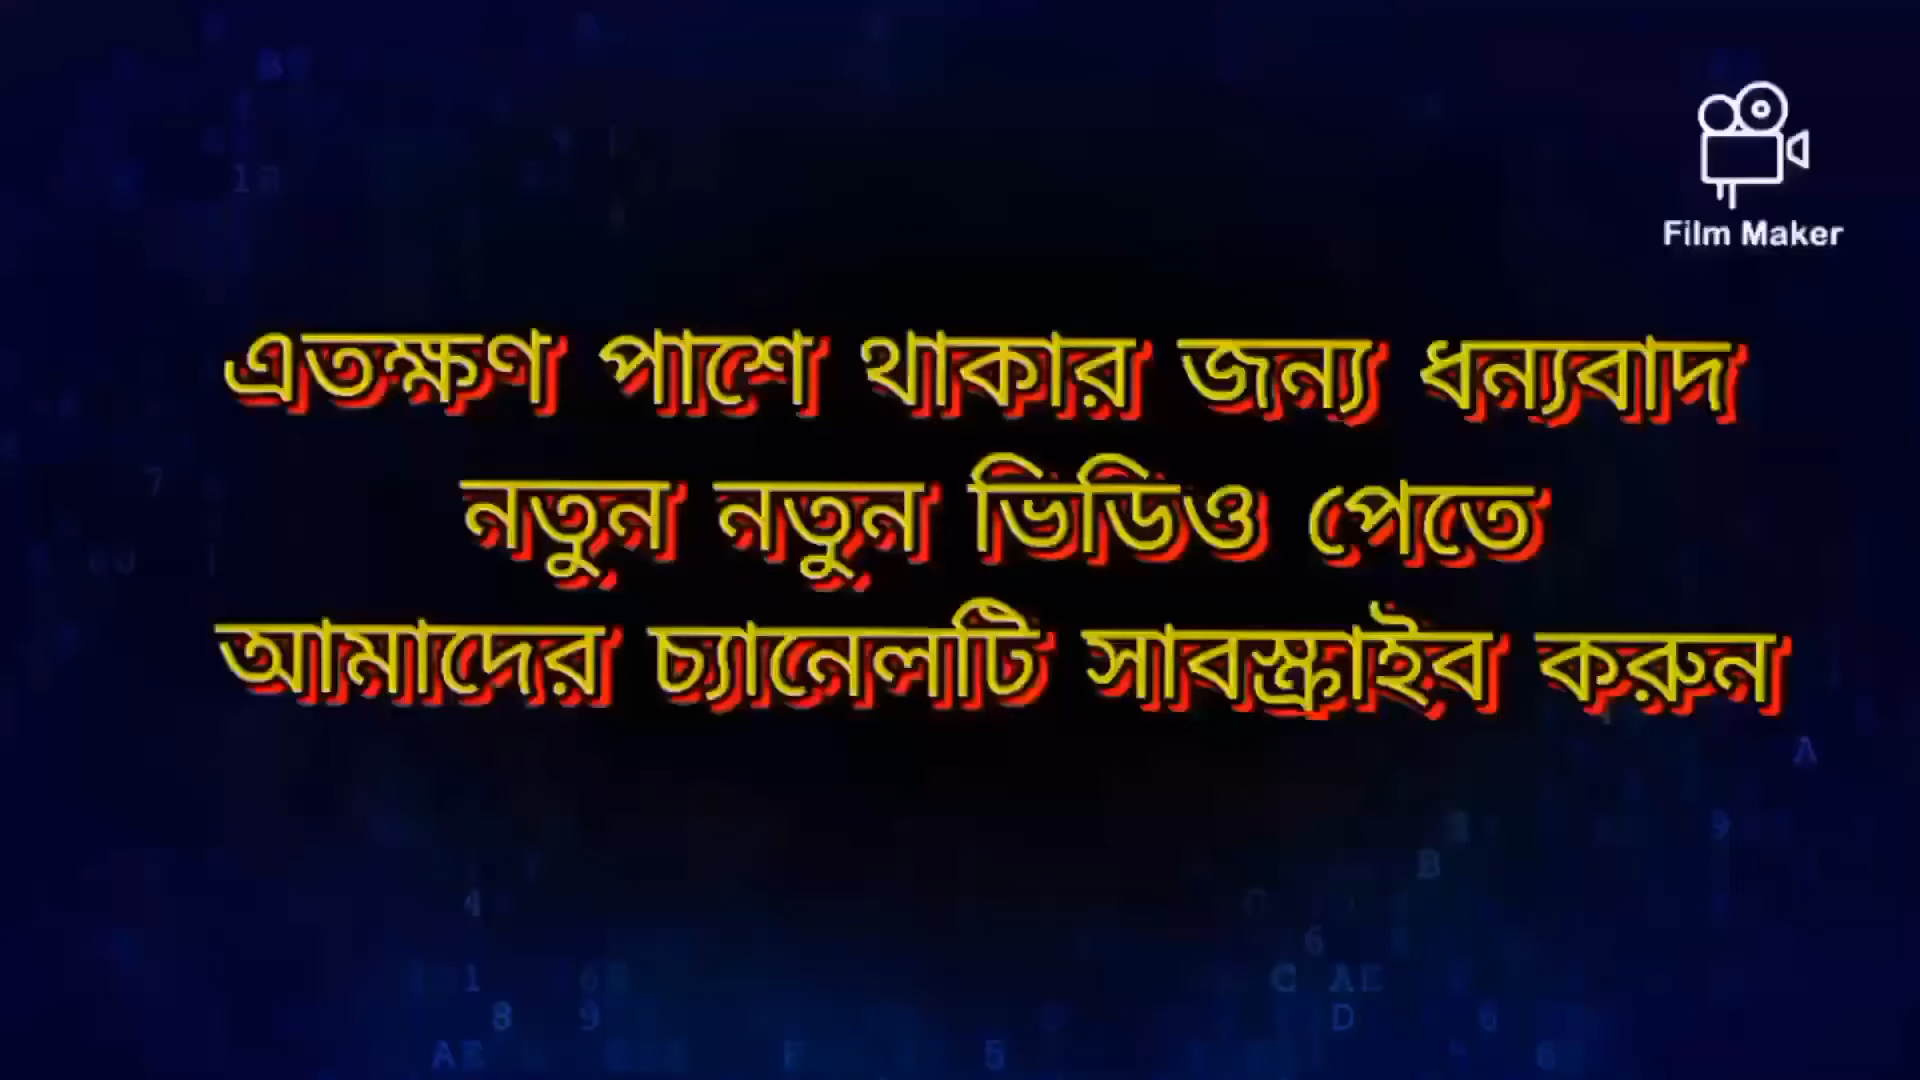 Film Maker
এতক্ষণ পাশে থাকার জন্য ধন্যবাদ
নতুন নতুন ভিডিও পেতে
আমাদের চ্যানেলটি সাবস্ক্রাইব করুন